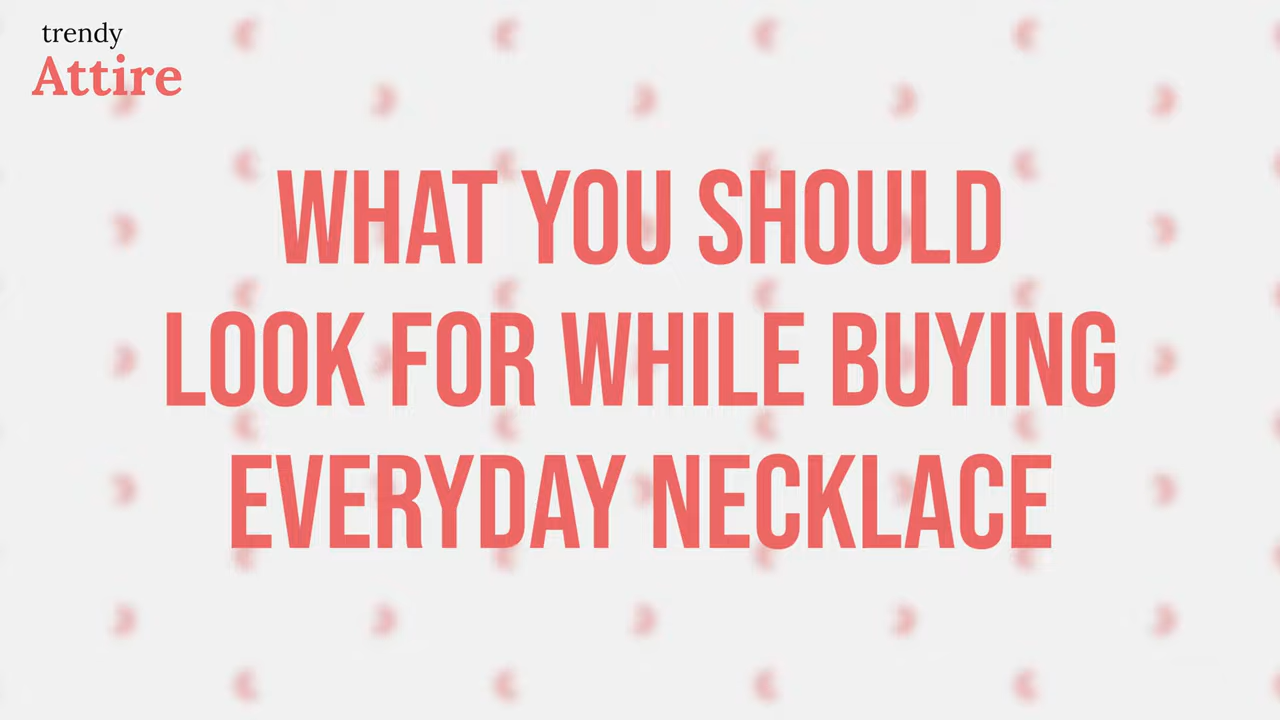 trendy
Attire
WHAT YOU SHOULD
LOOK FOR WHILE BUYING
EVERYDAY NECKLACE